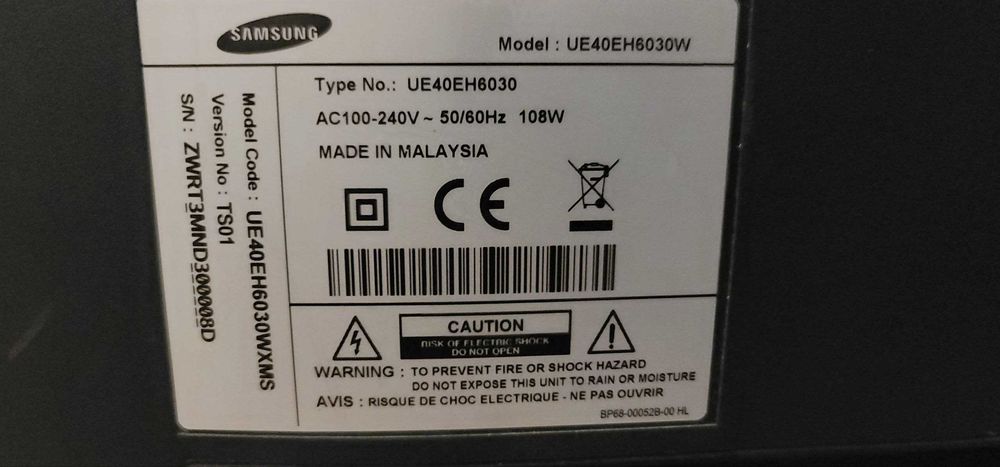 SAMSUNG
Model : UE40EH6030W
Type No.: UE40EH6030
AC100-240V ~ 50/60Hz 108W
MADE IN MALAYSIA
CE
Model Code : UE40EH6030WXMS
Version No : TS01
S/N : ZWRT3MND300008D
CAUTION
RISK OF ELECTRIC SHOCK
DO NOT OPEN
WARNING : TO PREVENT FIRE OR SHOCK HAZARD
DO NOT EXPOSE THIS UNIT TO RAIN OR MOISTURE
AVIS : RISQUE DE CHOC ELECTRIQUE - NE PAS OUVRIR
BP68-00052B-00 HL